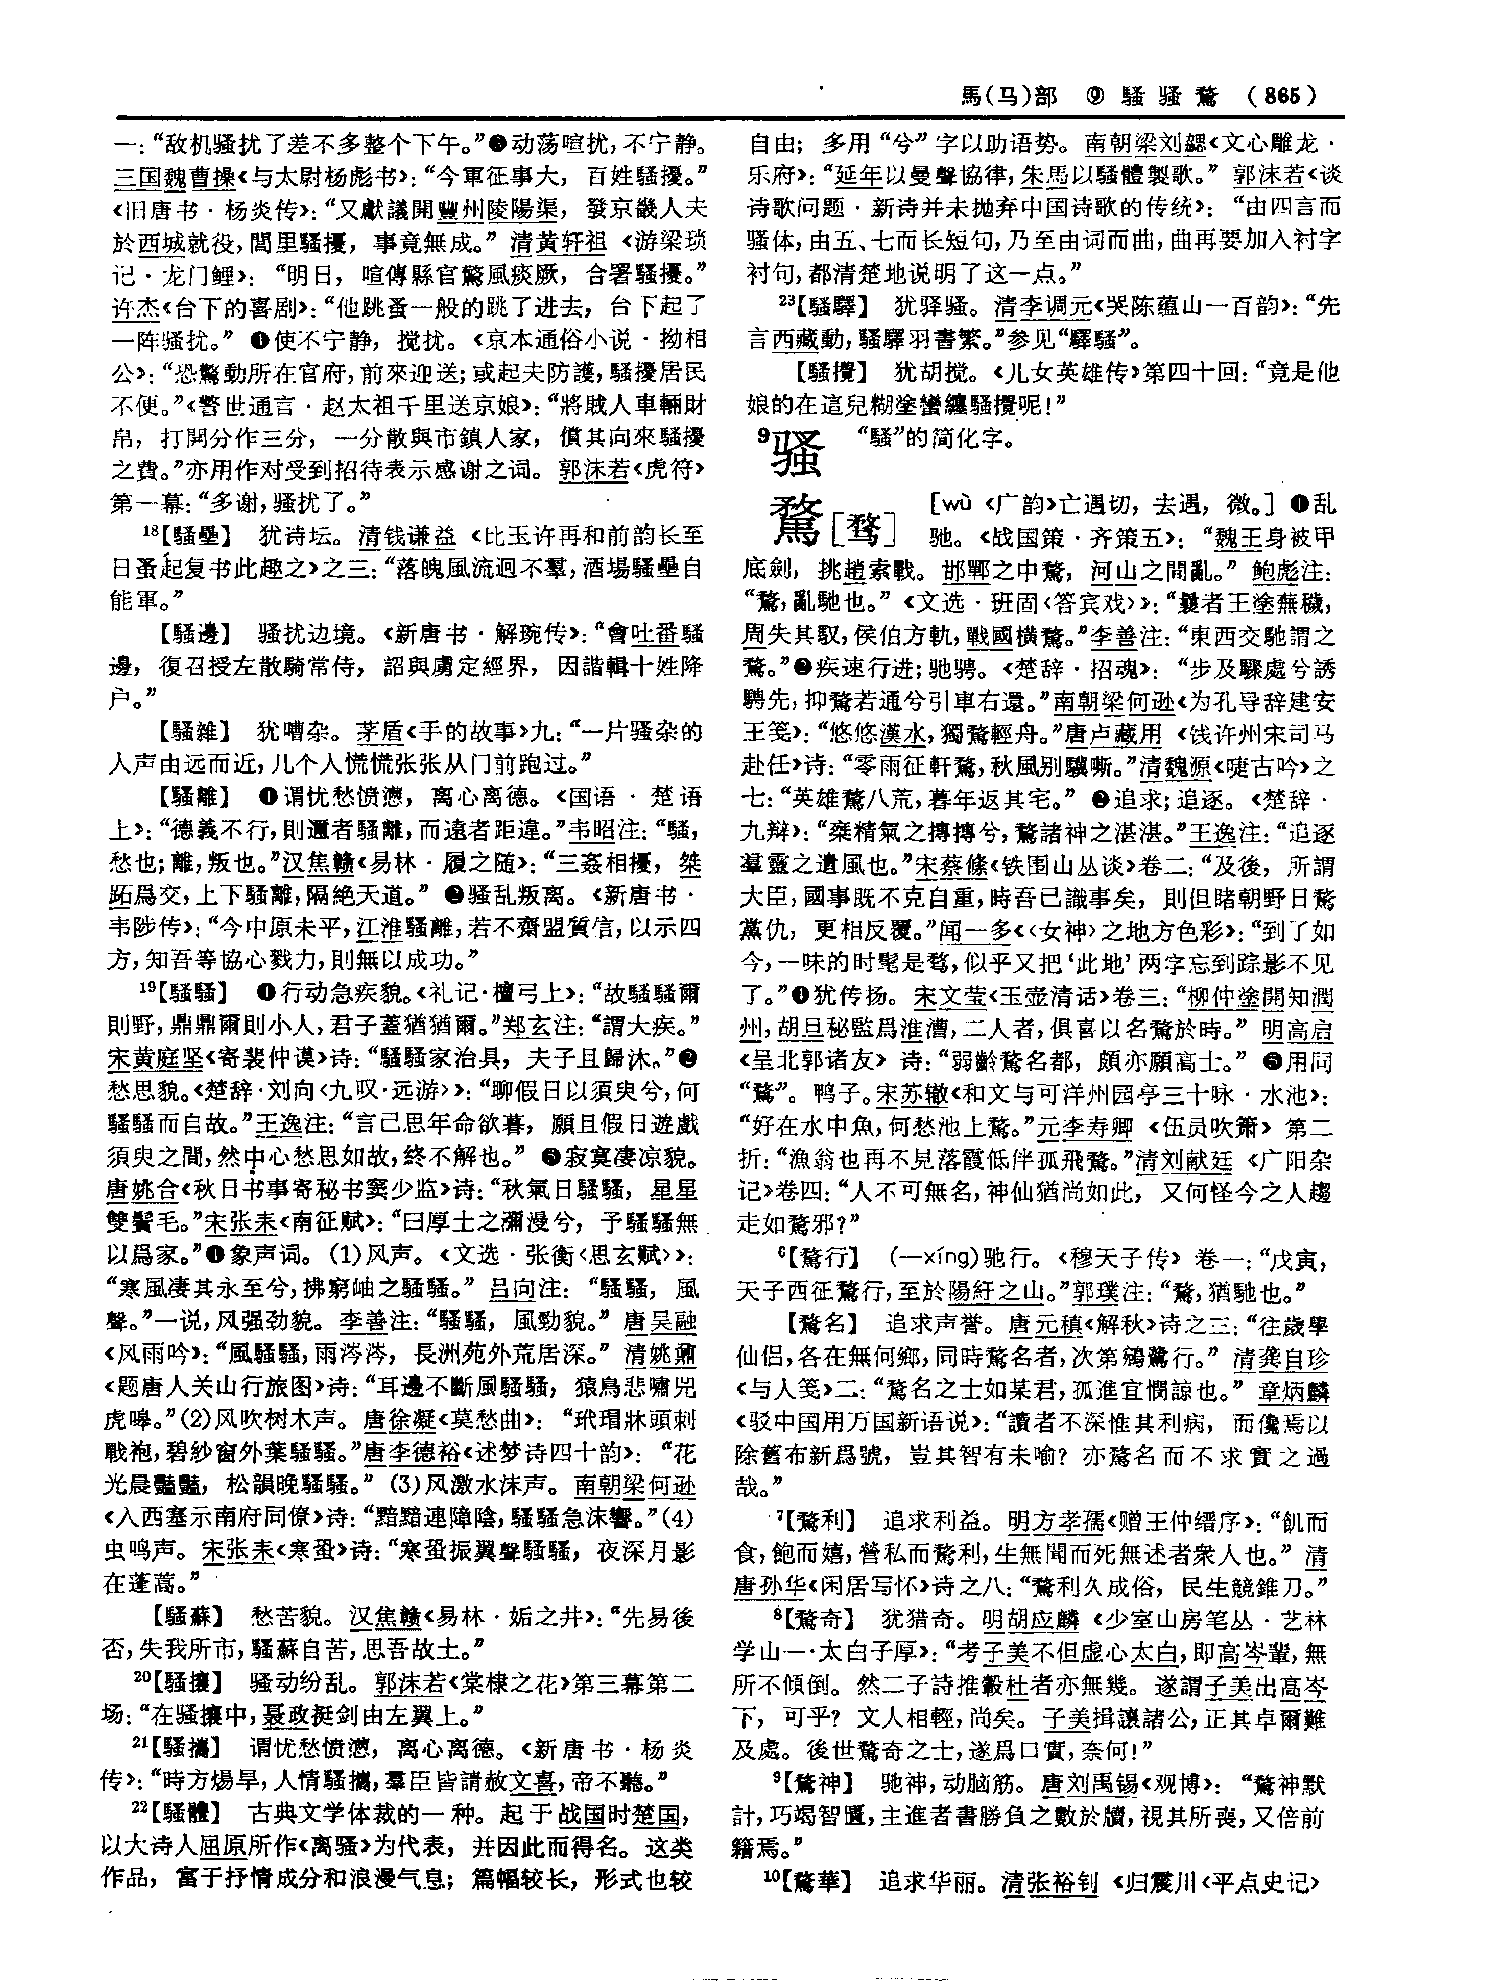 馬(马)部 ⑨ 騷 骚 騖 (865)
一：“敌机骚扰了差不多整个下午。”❸动荡喧扰，不宁静。
三国魏曹操《与太尉杨彪书》：“今軍征事大，百姓騷擾。”
《旧唐书·杨炎传》：“又獻議開豐州陵陽渠，發京畿人夫
於西城就役，閭里騷擾，事竟無成。”清黄轩祖《游梁琐
记·龙门鲤》：“明日，喧傳縣官驚風痰厥，合署騷擾。”
许杰《台下的喜剧》：“他跳蚤一般的跳了进去，台下起了
一阵骚扰。”❹使不宁静，搅扰。《京本通俗小说·拗相
公》：“恐驚動所在官府，前來迎送；或起夫防護，騷擾居民
不便。”《警世通言·赵太祖千里送京娘》：“將賊人車輛財
帛，打開分作三分，一分散與市鎮人家，償其向來騷擾
之費。”亦用作对受到招待表示感谢之词。郭沫若《虎符》
第一幕：“多谢，骚扰了。”
18【騷壘】 犹诗坛。清钱谦益《比玉许再和前韵长至
日蚤起复书此趣之》之三：“落魄風流迥不羣，酒場騷壘自
能軍。”
【騷邊】 骚扰边境。《新唐书·解琬传》：“會吐番騷
邊，復召授左散騎常侍，詔與虜定經界，因諧輯十姓降
户。”
【騷雜】 犹嘈杂。茅盾《手的故事》九：“一片骚杂的
人声由远而近，几个人慌慌张张从门前跑过。”
【騷離】 ❶谓忧愁愤懑，离心离德。《国语·楚语
上》：“德義不行，則邇者騷離，而遠者距違。”韦昭注：“騷，
愁也；離，叛也。”汉焦赣《易林·履之随》：“三姦相擾，桀
跖爲交，上下騷離，隔絶天道。”❷骚乱叛离。《新唐书·
韦陟传》：“今中原未平，江淮騷離，若不齋盟質信，以示四
方，知吾等協心戮力，則無以成功。”
19【騷騷】 ❶行动急疾貌。《礼记·檀弓上》：“故騷騷爾
則野，鼎鼎爾則小人，君子蓋猶猶爾。”郑玄注：“謂大疾。”
宋黄庭坚《寄裴仲谟》诗：“騷騷家治具，夫子且歸沐。”❷
愁思貌。《楚辞·刘向〈九叹·远游〉》：“聊假日以須臾兮，何
騷騷而自故。”王逸注：“言己思年命欲暮，願且假日遊戲
須臾之間，然中心愁思如故，終不解也。”❸寂寞凄凉貌。
唐姚合《秋日书事寄秘书窦少监》诗：“秋氣日騷騷，星星
雙鬢毛。”宋张耒《南征赋》：“曰厚土之瀰漫兮，予騷騷無
以爲家。”❹象声词。(1)风声。《文选·张衡〈思玄赋〉》：
“寒風凄其永至兮，拂穹岫之騷騷。”吕向注：“騷騷，風
聲。”一说，风强劲貌。李善注：“騷騷，風勁貌。”唐吴融
《风雨吟》：“風騷騷，雨涔涔，長洲苑外荒居深。”清姚鼐
《题唐人关山行旅图》诗：“耳邊不斷風騷騷，猿鳥悲嘯兕
虎嗥。”(2)风吹树木声。唐徐凝《莫愁曲》：“玳瑁牀頭刺
戰袍，碧紗窗外葉騷騷。”唐李德裕《述梦诗四十韵》：“花
光晨豔豔，松韻晚騷騷。”(3)风激水沫声。南朝梁何逊
《入西塞示南府同僚》诗：“黯黯連障陰，騷騷急沫響。”(4)
虫鸣声。宋张耒《寒蛩》诗：“寒蛩振翼聲騷騷，夜深月影
在蓬蒿。”
【騷蘇】 愁苦貌。汉焦赣《易林·姤之井》：“先易後
否，失我所市，騷蘇自苦，思吾故土。”
20【騷攘】 骚动纷乱。郭沫若《棠棣之花》第三幕第二
场：“在骚攘中，聂政挺剑由左翼上。”
21【騷攜】 谓忧愁愤懑，离心离德。《新唐书·杨炎
传》：“時方煬旱，人情騷攜，羣臣皆請赦文喜，帝不聽。”
22【騷體】 古典文学体裁的一种。起于战国时楚国，
以大诗人屈原所作《离骚》为代表，并因此而得名。这类
作品，富于抒情成分和浪漫气息；篇幅较长，形式也较
自由；多用“兮”字以助语势。南朝梁刘勰《文心雕龙·
乐府》：“延年以曼聲協律，朱馬以騷體製歌。”郭沫若《谈
诗歌问题·新诗并未抛弃中国诗歌的传统》：“由四言而
骚体，由五、七而长短句，乃至由词而曲，曲再要加入衬字
衬句，都清楚地说明了这一点。”
23【騷驛】 犹驿骚。清李调元《哭陈蕴山一百韵》：“先
言西藏動，騷驛羽書繁。”参见“驛騷”。
【騷攪】 犹胡搅。《儿女英雄传》第四十回：“竟是他
娘的在這兒糊塗蠻纏騷攪呢！”
9骚 “騷”的简化字。
騖[骛] [wù 《广韵》亡遇切，去遇，微。] ❶乱
驰。《战国策·齐策五》：“魏王身被甲
底劍，挑趙索戰。邯鄲之中騖，河山之間亂。”鲍彪注：
“騖，亂馳也。”《文选·班固〈答宾戏〉》：“曩者王塗蕪穢，
周失其馭，侯伯方軌，戰國横騖。”李善注：“東西交馳謂之
騖。”❷疾速行进；驰骋。《楚辞·招魂》：“步及驟處兮誘
騁先，抑騖若通兮引車右還。”南朝梁何逊《为孔导辞建安
王笺》：“悠悠漢水，獨騖輕舟。”唐卢藏用《饯许州宋司马
赴任》诗：“零雨征軒騖，秋風别驥嘶。”清魏源《嘅古吟》之
七：“英雄騖八荒，暮年返其宅。”❸追求；追逐。《楚辞·
九辩》：“椉精氣之摶摶兮，騖諸神之湛湛。”王逸注：“追逐
羣靈之遺風也。”宋蔡絛《铁围山丛谈》卷二：“及後，所謂
大臣，國事既不克自重，時吾已識事矣，則但睹朝野日騖
黨仇，更相反覆。”闻一多《〈女神〉之地方色彩》：“到了如
今，一味的时髦是骛，似乎又把‘此地’两字忘到踪影不见
了。”❹犹传扬。宋文莹《玉壶清话》卷三：“柳仲塗開知潤
州，胡旦秘監爲淮漕，二人者，俱喜以名騖於時。”明高启
《呈北郭诸友》诗：“弱齡騖名都，頗亦願高士。”❺用同
“鶩”。鸭子。宋苏辙《和文与可洋州园亭三十咏·水池》：
“好在水中魚，何愁池上騖。”元李寿卿《伍员吹箫》第二
折：“漁翁也再不見落霞低伴孤飛騖。”清刘献廷《广阳杂
记》卷四：“人不可無名，神仙猶尚如此，又何怪今之人趨
走如騖邪？”
6【騖行】 (—xíng)驰行。《穆天子传》卷一：“戊寅，
天子西征騖行，至於陽紆之山。”郭璞注：“騖，猶馳也。”
【騖名】 追求声誉。唐元稹《解秋》诗之三：“往歲學
仙侣，各在無何鄉，同時騖名者，次第鵷鷺行。”清龚自珍
《与人笺》二：“騖名之士如某君，孤進宜憫諒也。”章炳麟
《驳中国用万国新语说》：“讀者不深惟其利病，而儳焉以
除舊布新爲號，豈其智有未喻？亦騖名而不求實之過
哉。”
7【騖利】 追求利益。明方孝孺《赠王仲缙序》：“飢而
食，飽而嬉，營私而騖利，生無聞而死無述者衆人也。”清
唐孙华《闲居写怀》诗之八：“騖利久成俗，民生競錐刀。”
8【騖奇】 犹猎奇。明胡应麟《少室山房笔丛·艺林
学山一·太白子厚》：“考子美不但虚心太白，即高岑輩，無
所不傾倒。然二子詩推轂杜者亦無幾。遂謂子美出高岑
下，可乎？文人相輕，尚矣。子美揖讓諸公，正其卓爾難
及處。後世騖奇之士，遂爲口實，奈何！”
9【騖神】 驰神，动脑筋。唐刘禹锡《观博》：“騖神默
計，巧竭智匱，主進者書勝負之數於牘，視其所喪，又倍前
籍焉。”
10【騖華】 追求华丽。清张裕钊《归震川〈平点史记〉